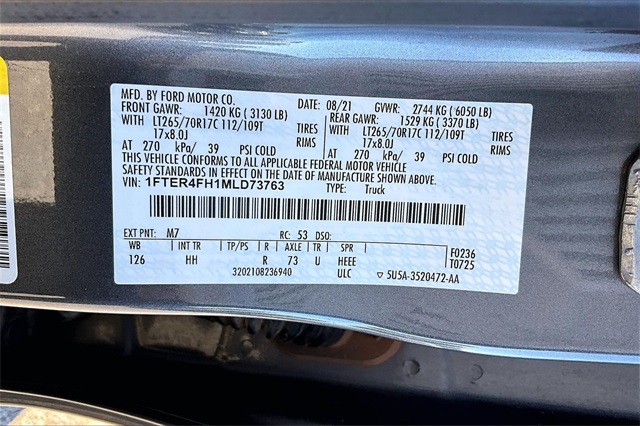 MFD. BY FORD MOTOR CO.
DATE: 08/21 GVWR: 2744 KG ( 6050 LB)
FRONT GAWR: 1420 KG ( 3130 LB) REAR GAWR: 1529 KG ( 3370 LB)
WITH LT265/70R17C 112/109T TIRES WITH LT265/70R17C 112/109T TIRES
17x8.0J RIMS 17x8.0J RIMS
AT 270 kPa/ 39 PSI COLD AT 270 kPa/ 39 PSI COLD
THIS VEHICLE CONFORMS TO ALL APPLICABLE FEDERAL MOTOR VEHICLE
SAFETY STANDARDS IN EFFECT ON THE DATE OF MANUFACTURE SHOWN ABOVE.
VIN: 1FTER4FH1MLD73763 TYPE: Truck
EXT PNT: M7 RC: 53 DSO:
WB INT TR TP/PS R AXLE TR SPR F0236
126 HH R 73 U HEEE T0725
3202108236940 ULC 5U5A-3520472-AA